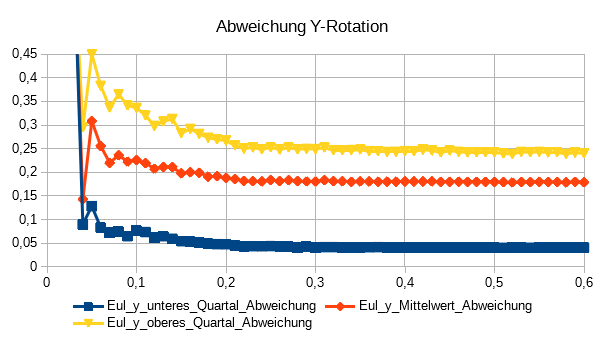 Abweichung Y-Rotation
0,45
0,4
0,35
0,3
0,25
0,2
0,15
0,1
0,05
0
0 0,1 0,2 0,3 0,4 0,5 0,6
Eul_y_unteres_Quartal_Abweichung Eul_y_Mittelwert_Abweichung
Eul_y_oberes_Quartal_Abweichung